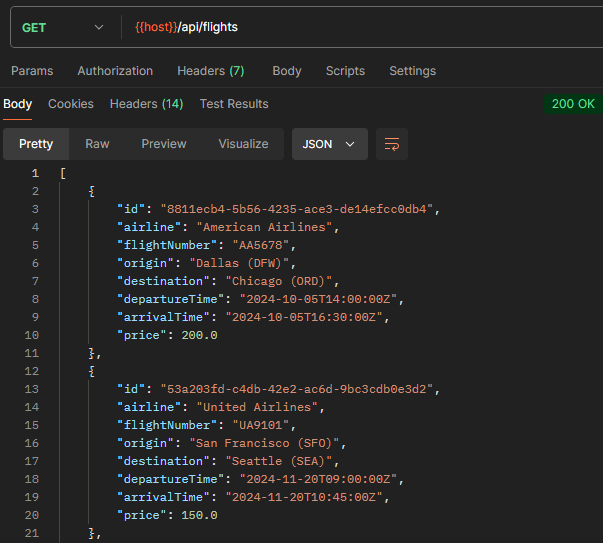 GET {{host}}/api/flights
Params Authorization Headers (7) Body Scripts Settings
Body Cookies Headers (14) Test Results 200 OK
Pretty Raw Preview Visualize JSON
1 [
2 {
3 "id": "8811ecb4-5b56-4235-ace3-de14efcc0db4",
4 "airline": "American Airlines",
5 "flightNumber": "AA5678",
6 "origin": "Dallas (DFW)",
7 "destination": "Chicago (ORD)",
8 "departureTime": "2024-10-05T14:00:00Z",
9 "arrivalTime": "2024-10-05T16:30:00Z",
10 "price": 200.0
11 },
12 {
13 "id": "53a203fd-c4db-42e2-ac6d-9bc3cdb0e3d2",
14 "airline": "United Airlines",
15 "flightNumber": "UA9101",
16 "origin": "San Francisco (SFO)",
17 "destination": "Seattle (SEA)",
18 "departureTime": "2024-11-20T09:00:00Z",
19 "arrivalTime": "2024-11-20T10:45:00Z",
20 "price": 150.0
21 },